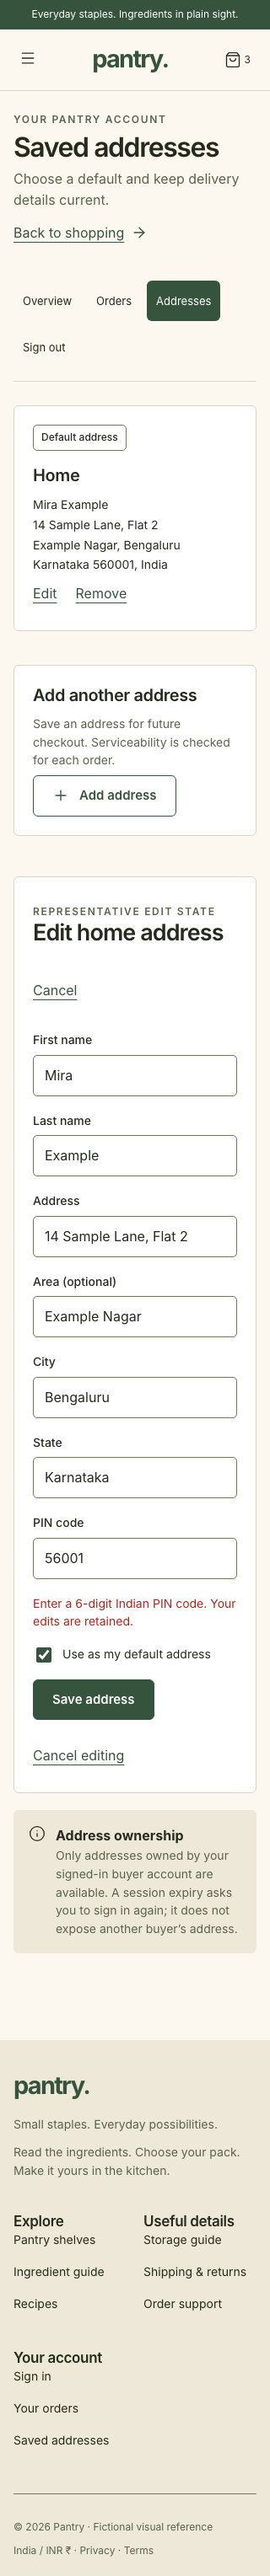 Everyday staples. Ingredients in plain sight.
pantry.
3
YOUR PANTRY ACCOUNT
Saved addresses
Choose a default and keep delivery
details current.
Back to shopping
Overview
Orders
Addresses
Sign out
Default address
Home
Mira Example
14 Sample Lane, Flat 2
Example Nagar, Bengaluru
Karnataka 560001, India
Edit
Remove
Add another address
Save an address for future
checkout. Serviceability is checked
for each order.
Add address
REPRESENTATIVE EDIT STATE
Edit home address
Cancel
First name
Mira
Last name
Example
Address
14 Sample Lane, Flat 2
Area (optional)
Example Nagar
City
Bengaluru
State
Karnataka
PIN code
56001
Enter a 6-digit Indian PIN code. Your
edits are retained.
Use as my default address
Save address
Cancel editing
Address ownership
Only addresses owned by your
signed-in buyer account are
available. A session expiry asks
you to sign in again; it does not
expose another buyer’s address.
pantry.
Small staples. Everyday possibilities.
Read the ingredients. Choose your pack.
Make it yours in the kitchen.
Explore
Pantry shelves
Ingredient guide
Recipes
Useful details
Storage guide
Shipping & returns
Order support
Your account
Sign in
Your orders
Saved addresses
© 2026 Pantry · Fictional visual reference
India / INR ₹ · Privacy · Terms